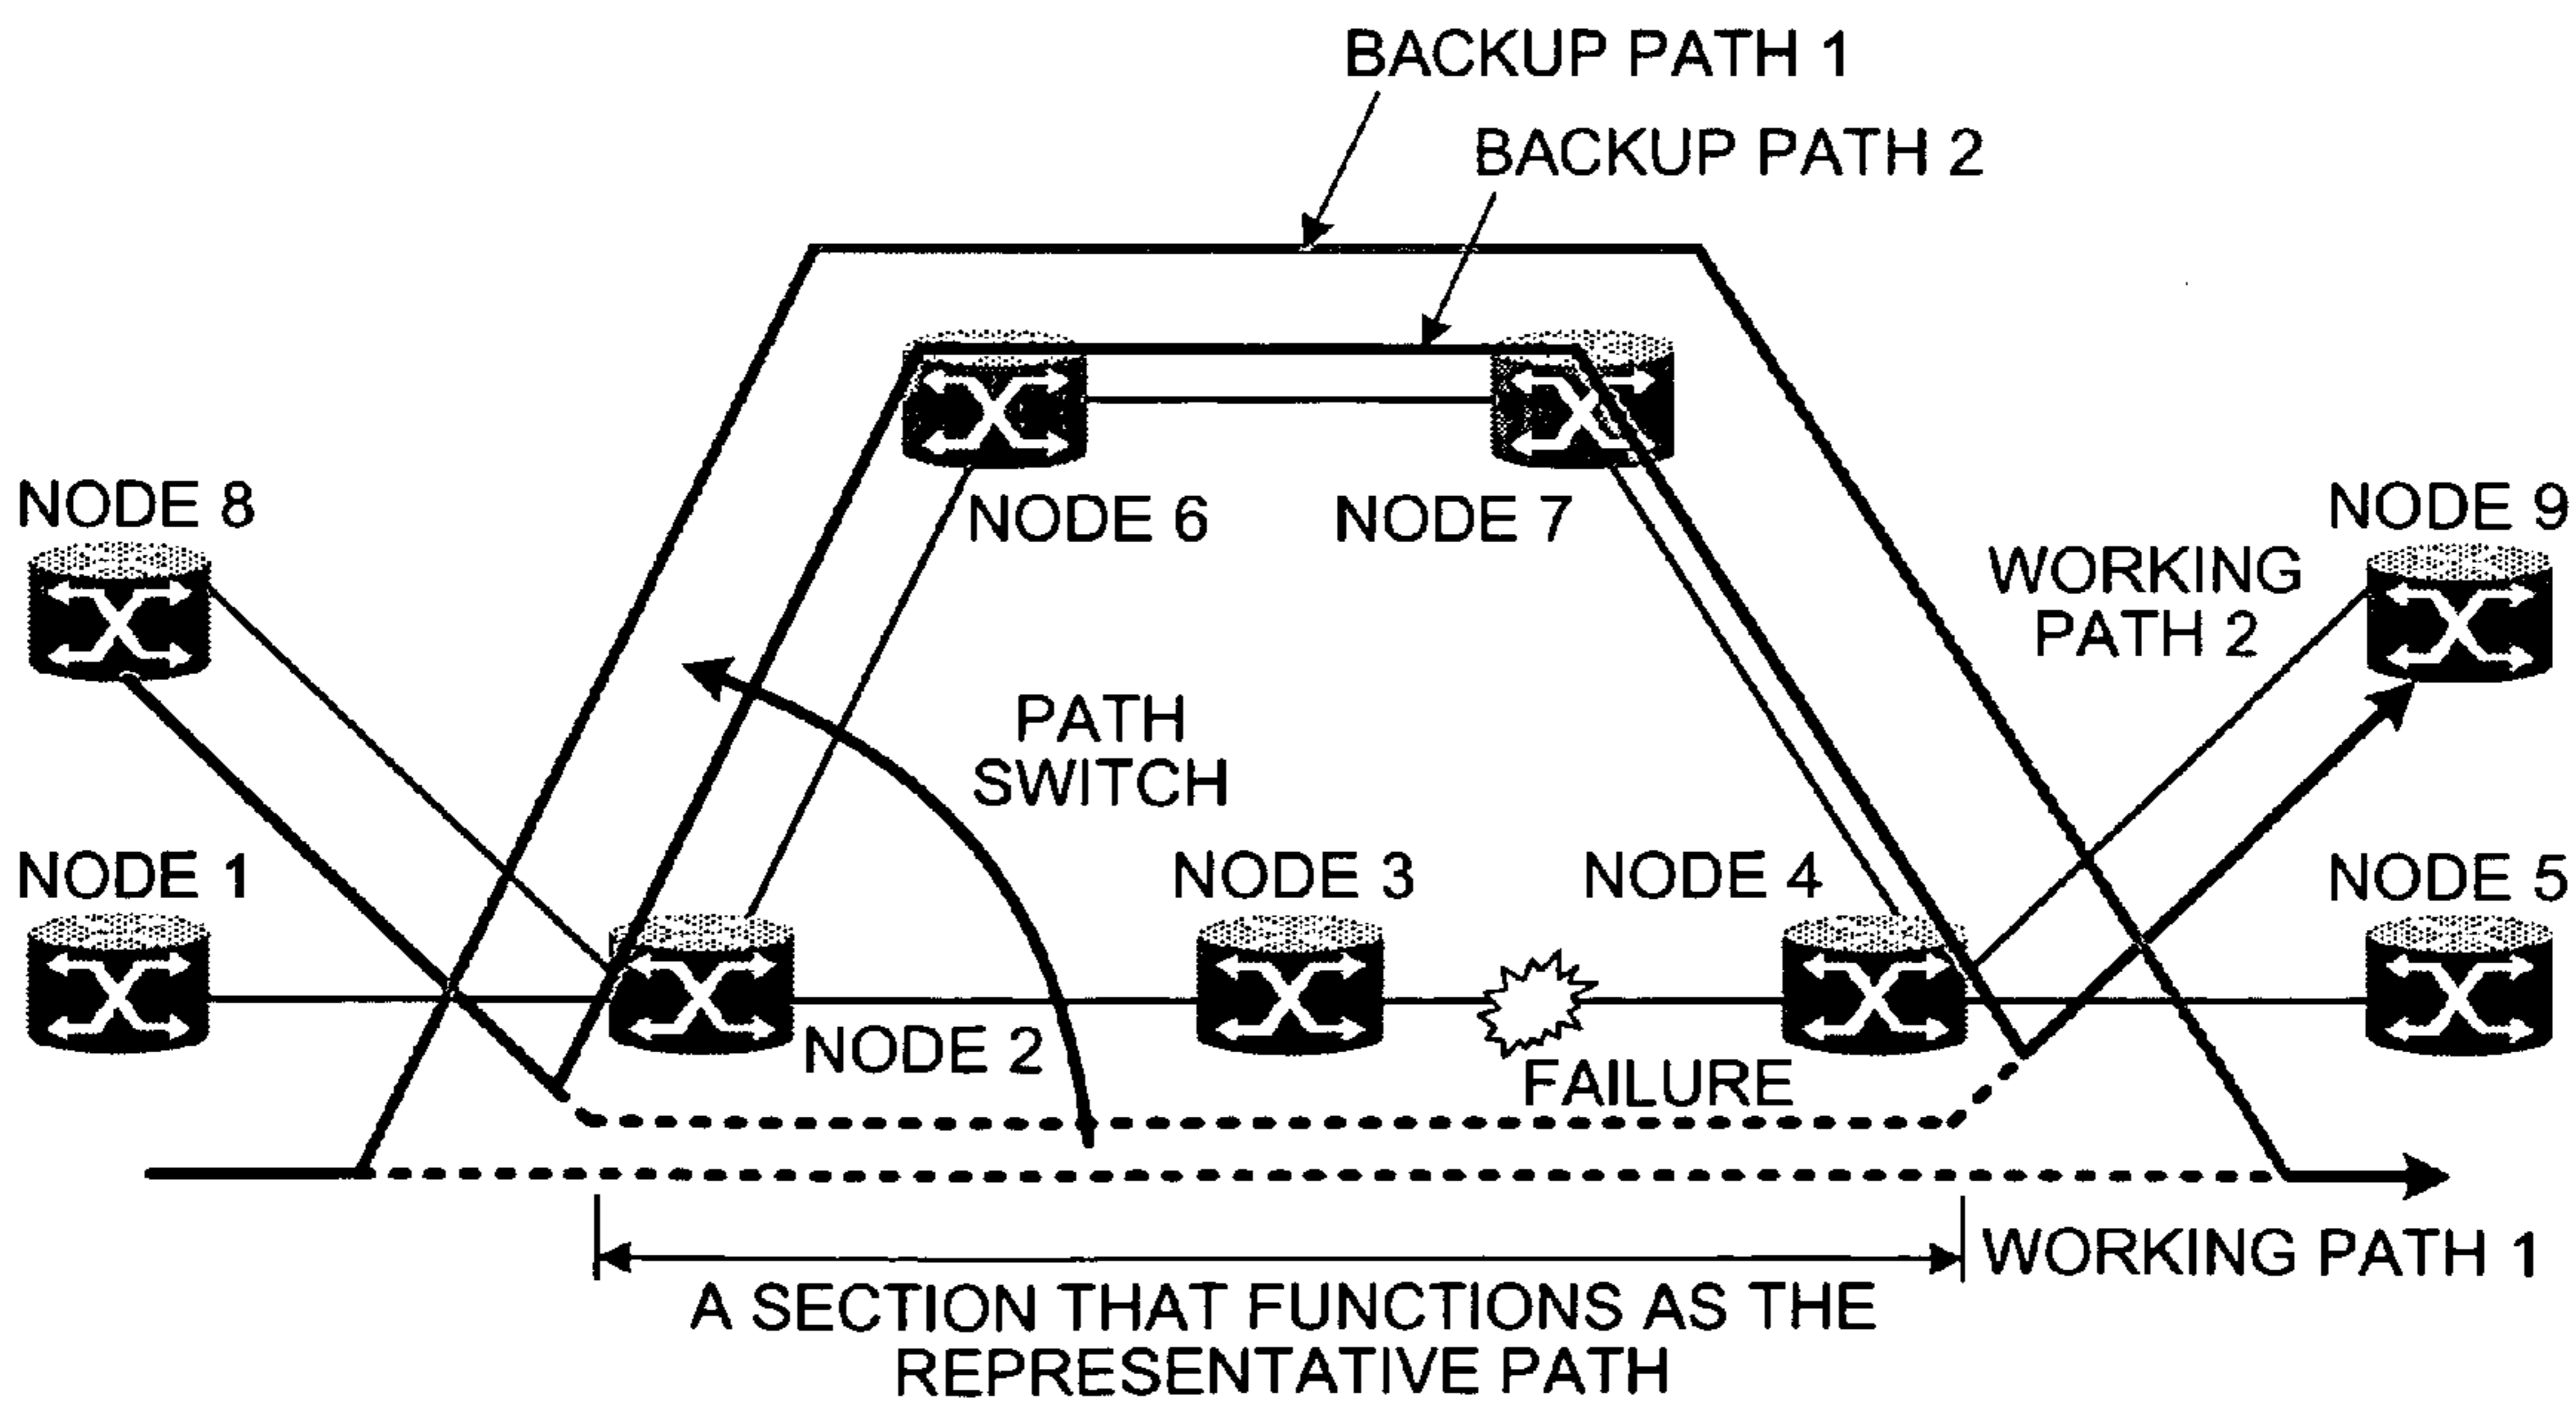 BACKUP PATH 1
BACKUP PATH 2
NODE 8
NODE 6
NODE 7
NODE 9
WORKING
PATH 2
PATH
SWITCH
NODE 1
NODE 3
NODE 4
NODE 5
NODE 2
FAILURE
WORKING PATH 1
A SECTION THAT FUNCTIONS AS THE
REPRESENTATIVE PATH